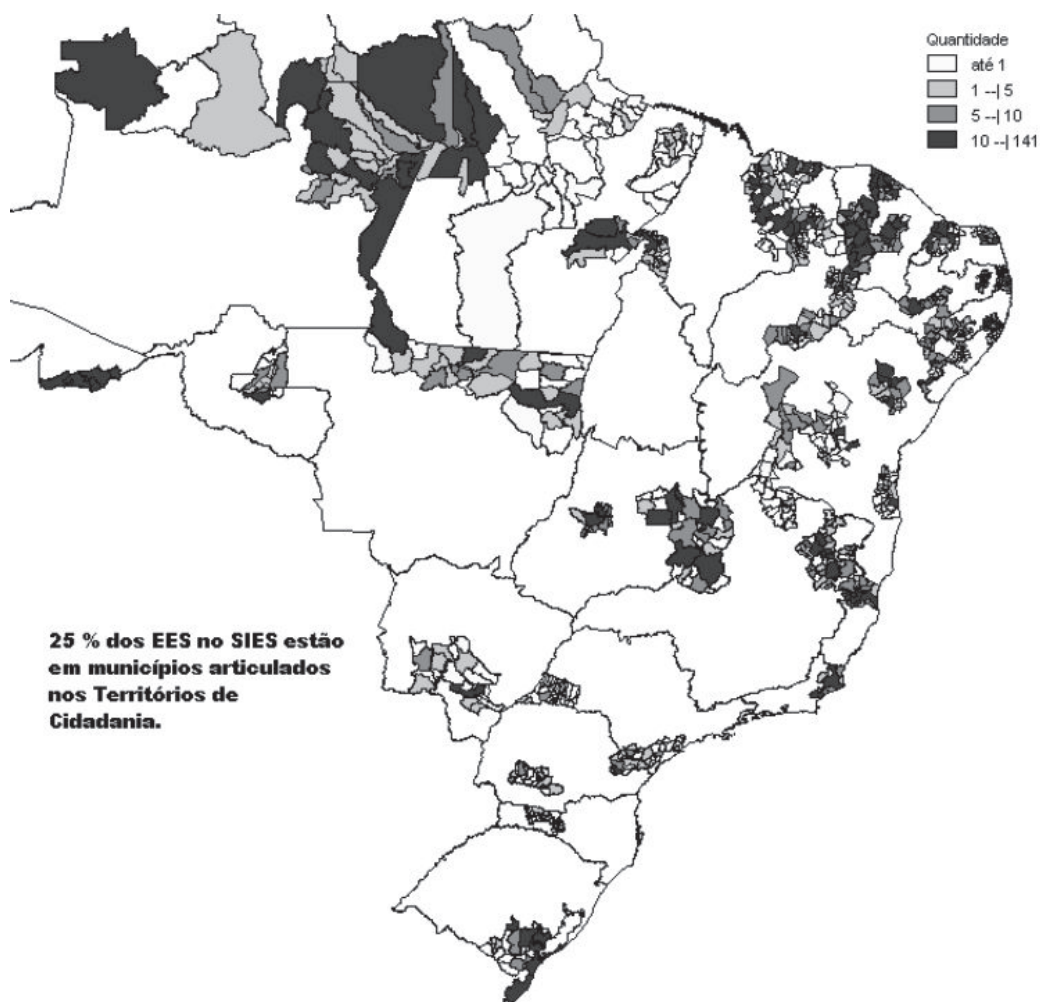 Quantidade
até 1
1 --| 5
5 --| 10
10 --| 141
25 % dos EES no SIES estão
em municípios articulados
nos Territórios de
Cidadania.